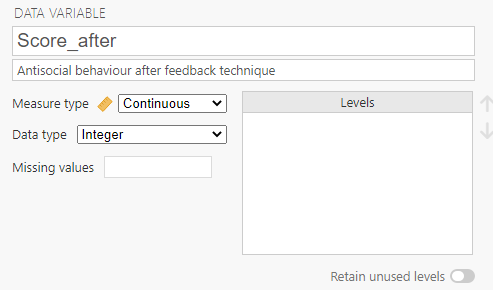 DATA VARIABLE
Score_after
Antisocial behaviour after feedback technique
Measure type Continuous
Levels
Data type Integer
Missing values
Retain unused levels